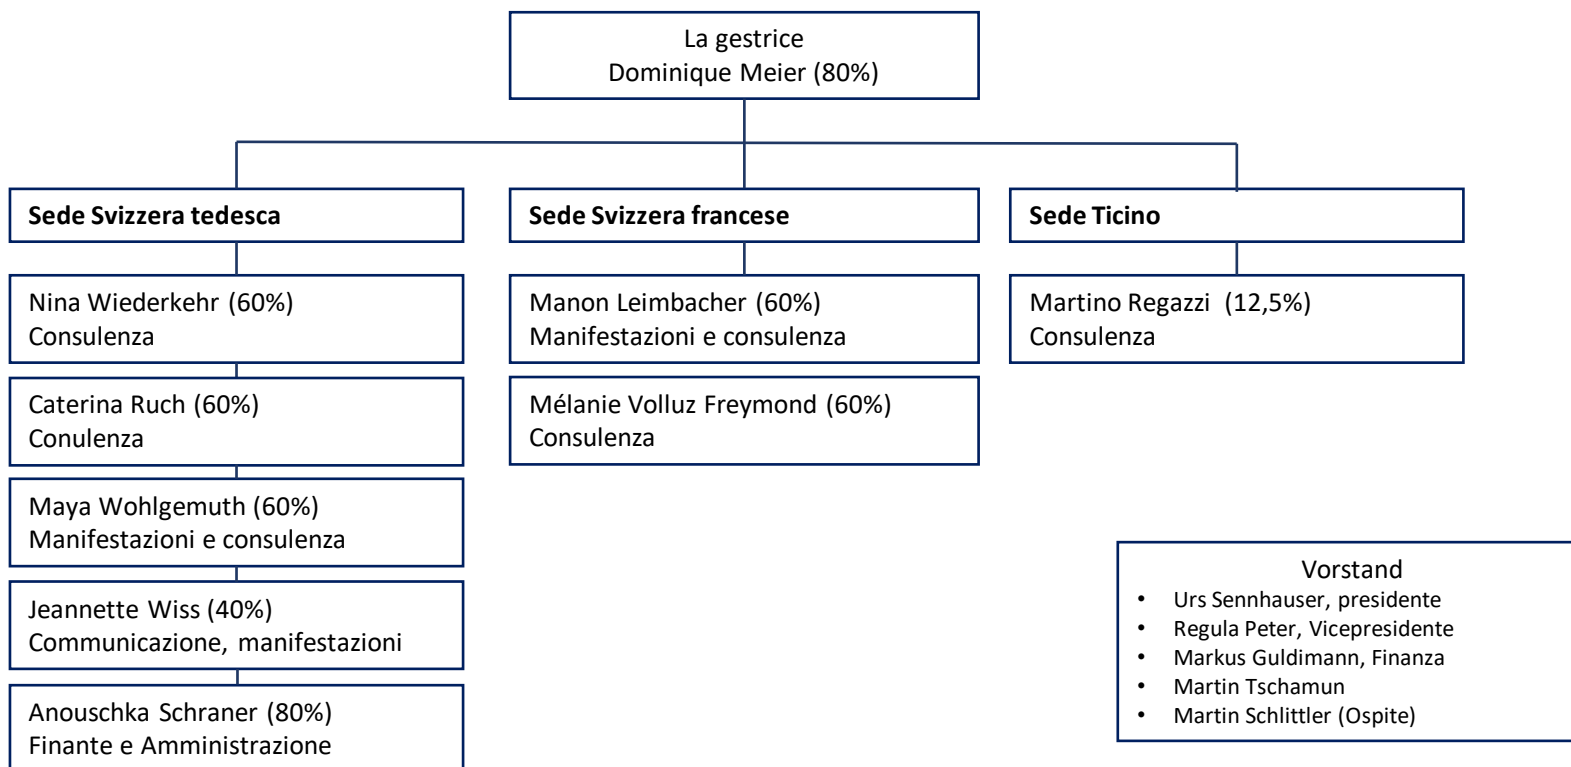 La gestrice
Dominique Meier (80%)
Sede Svizzera tedesca
Nina Wiederkehr (60%)
Consulenza
Caterina Ruch (60%)
Conulenza
Maya Wohlgemuth (60%)
Manifestazioni e consulenza
Jeannette Wiss (40%)
Communicazione, manifestazioni
Anouschka Schraner (80%)
Finante e Amministrazione
Sede Svizzera francese
Manon Leimbacher (60%)
Manifestazioni e consulenza
Mélanie Volluz Freymond (60%)
Consulenza
Sede Ticino
Martino Regazzi (12,5%)
Consulenza
Vorstand
• Urs Sennhauser, presidente
• Regula Peter, Vicepresidente
• Markus Guldimann, Finanza
• Martin Tschamun
• Martin Schlittler (Ospite)